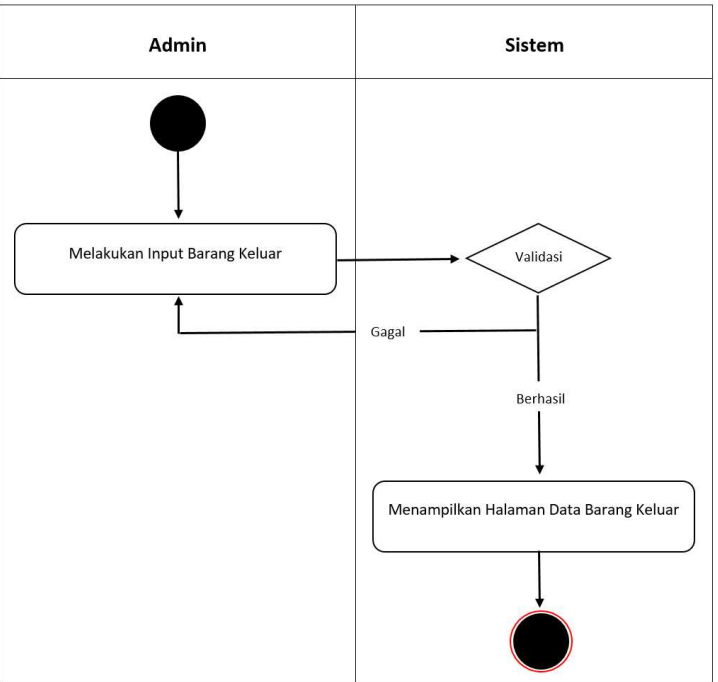 Admin
Sistem
Melakukan Input Barang Keluar
Validasi
Gagal
Berhasil
Menampilkan Halaman Data Barang Keluar